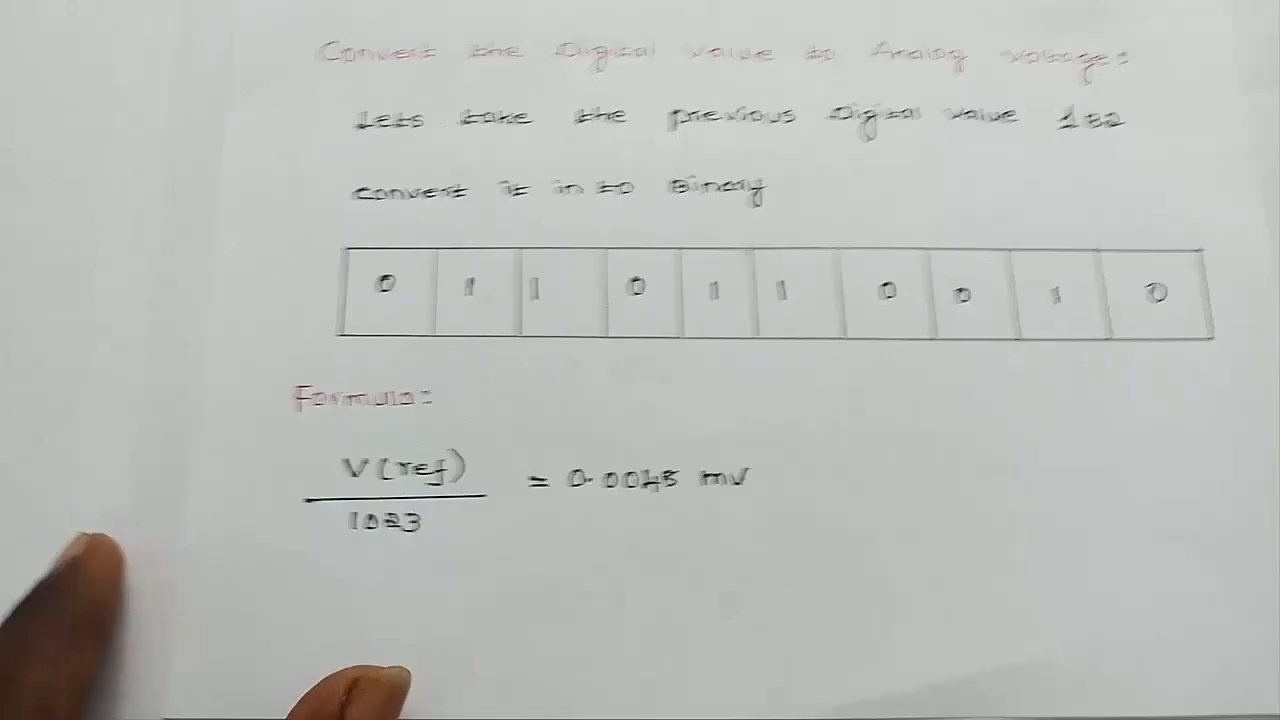 Convert the Digital value to Analog voltage:
Lets take the previous Digital value 132
convert it in to Binary
0 1 1 0 1 1 0 0 1 0
Formula:
V(ref)
1023
= 0.0048 mv